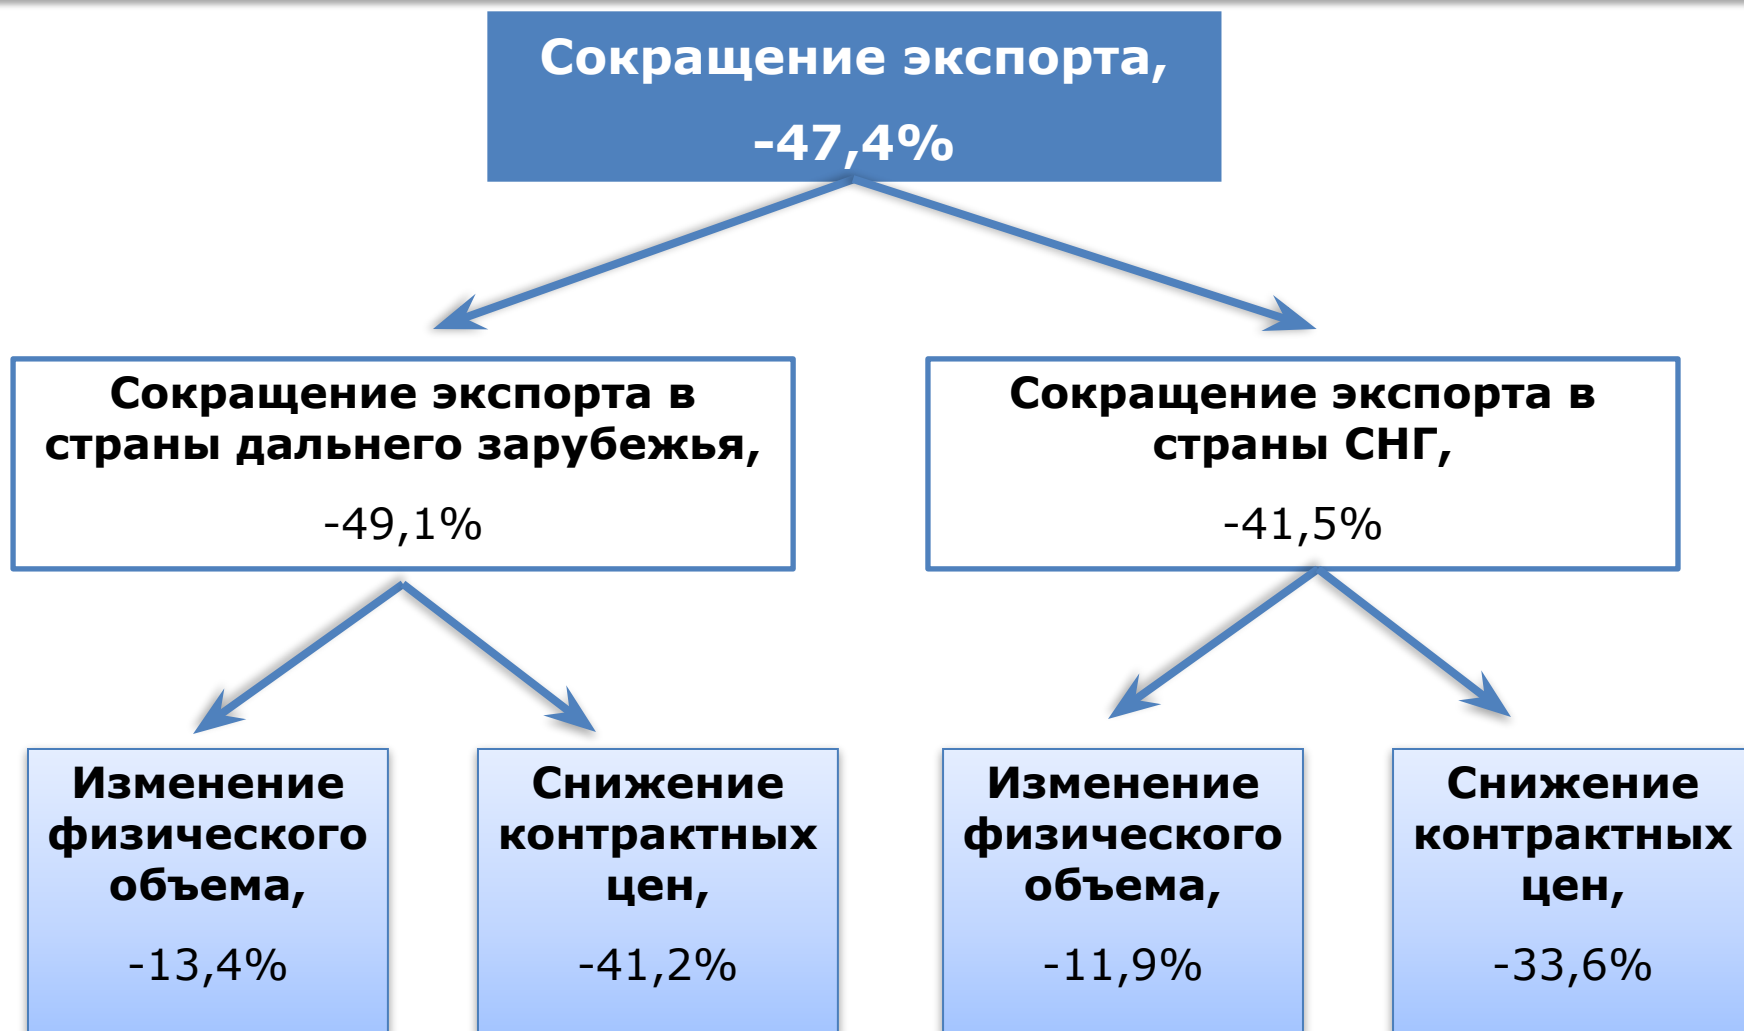 Сокращение экспорта,
-47,4%
Сокращение экспорта в
страны дальнего зарубежья,
-49,1%
Сокращение экспорта в
страны СНГ,
-41,5%
Изменение
физического
объема,
-13,4%
Снижение
контрактных
цен,
-41,2%
Изменение
физического
объема,
-11,9%
Снижение
контрактных
цен,
-33,6%